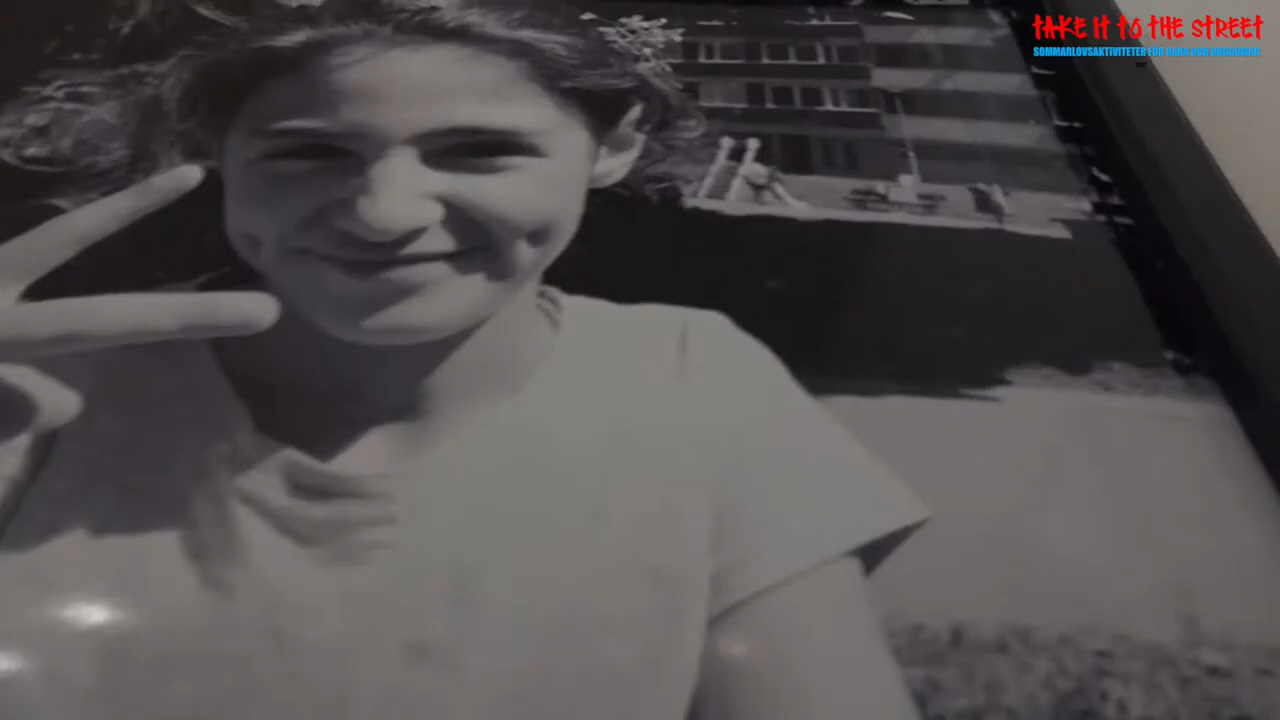 TAKE IT TO THE STREET
SOMMARLOVSAKTIVITETER FÖR BARN OCH UNGDOMAR